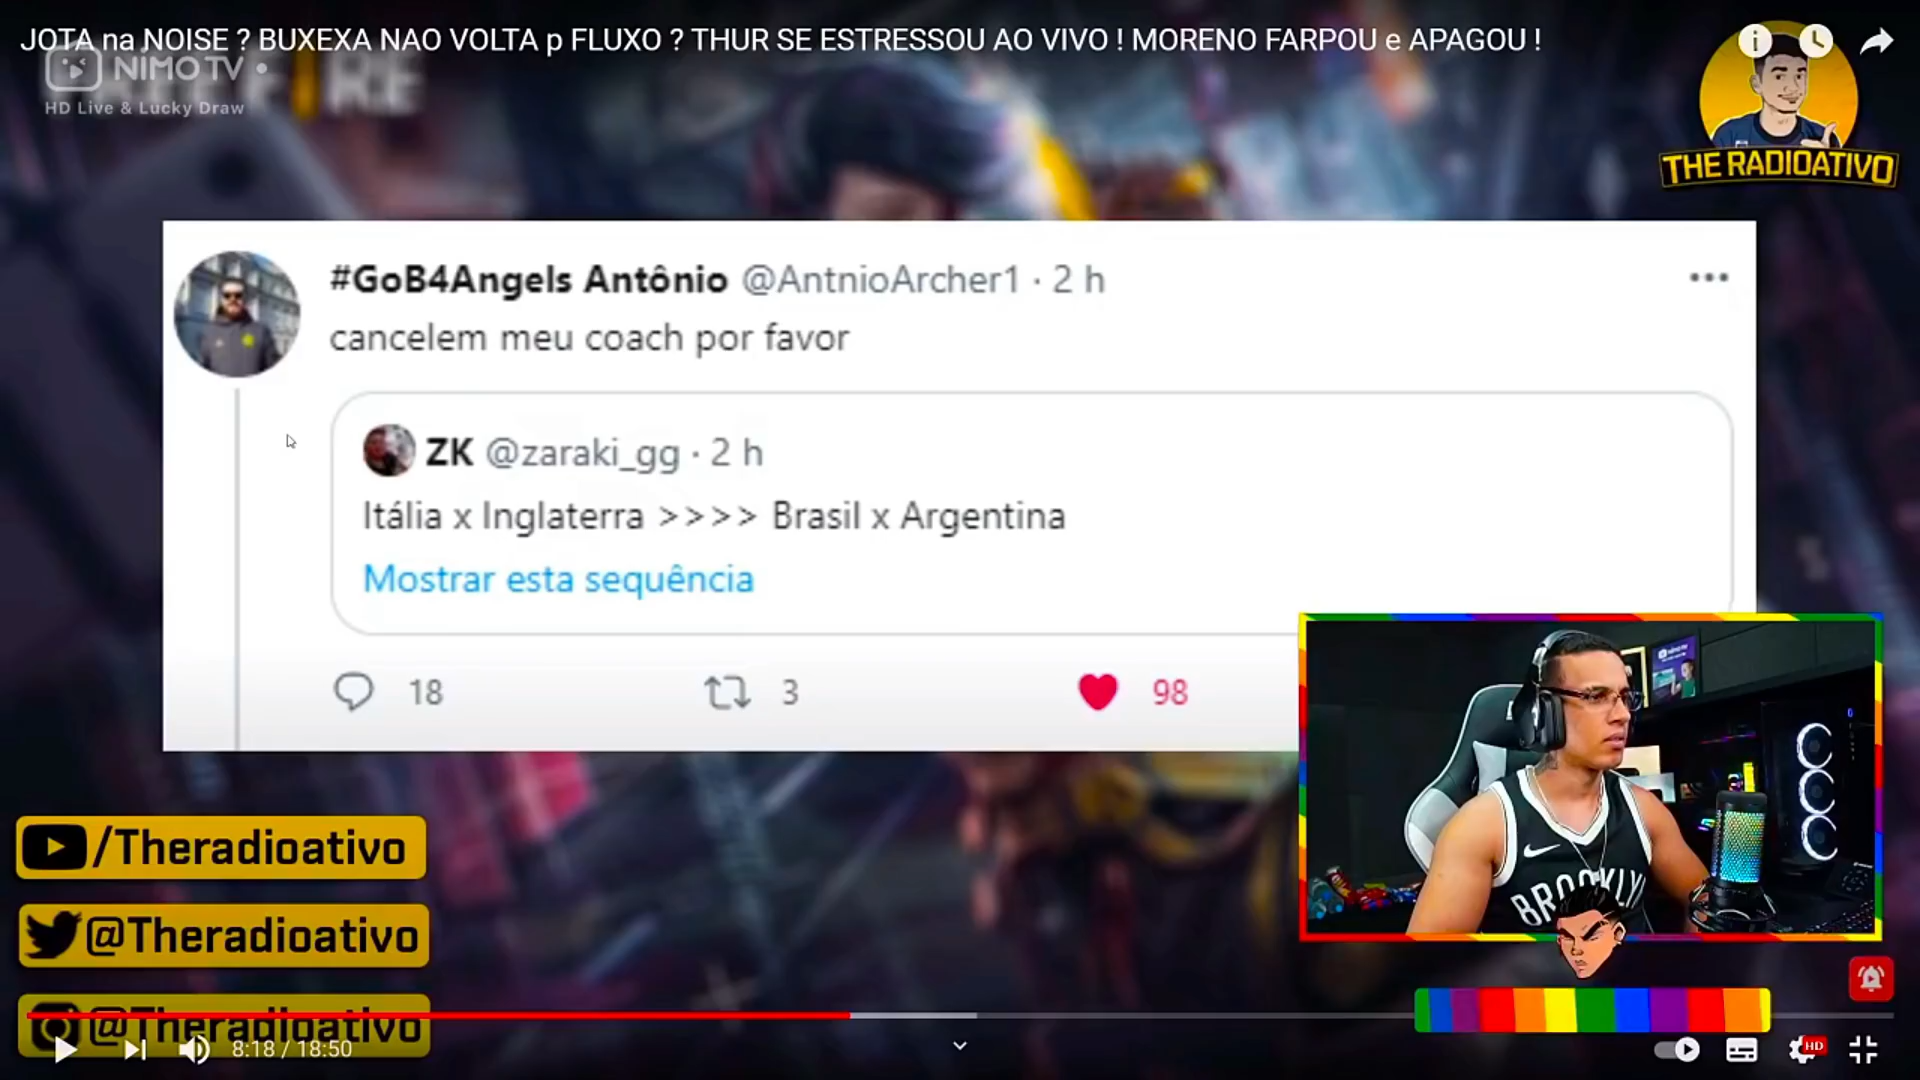 JOTA na NOISE ? BUXEXA NAO VOLTA p FLUXO ? THUR SE ESTRESSOU AO VIVO ! MORENO FARPOU e APAGOU !
NIMO TV
HD Live & Lucky Draw
THE RADIOATIVO
#GoB4Angels Antônio @AntnioArcher1 · 2 h
cancelem meu coach por favor
ZK @zaraki_gg · 2 h
Itália x Inglaterra >>>> Brasil x Argentina
Mostrar esta sequência
18
3
98
BROOKLY
/Theradioativo
@Theradioativo
@Theradioativo
8:18 / 18:50
HD